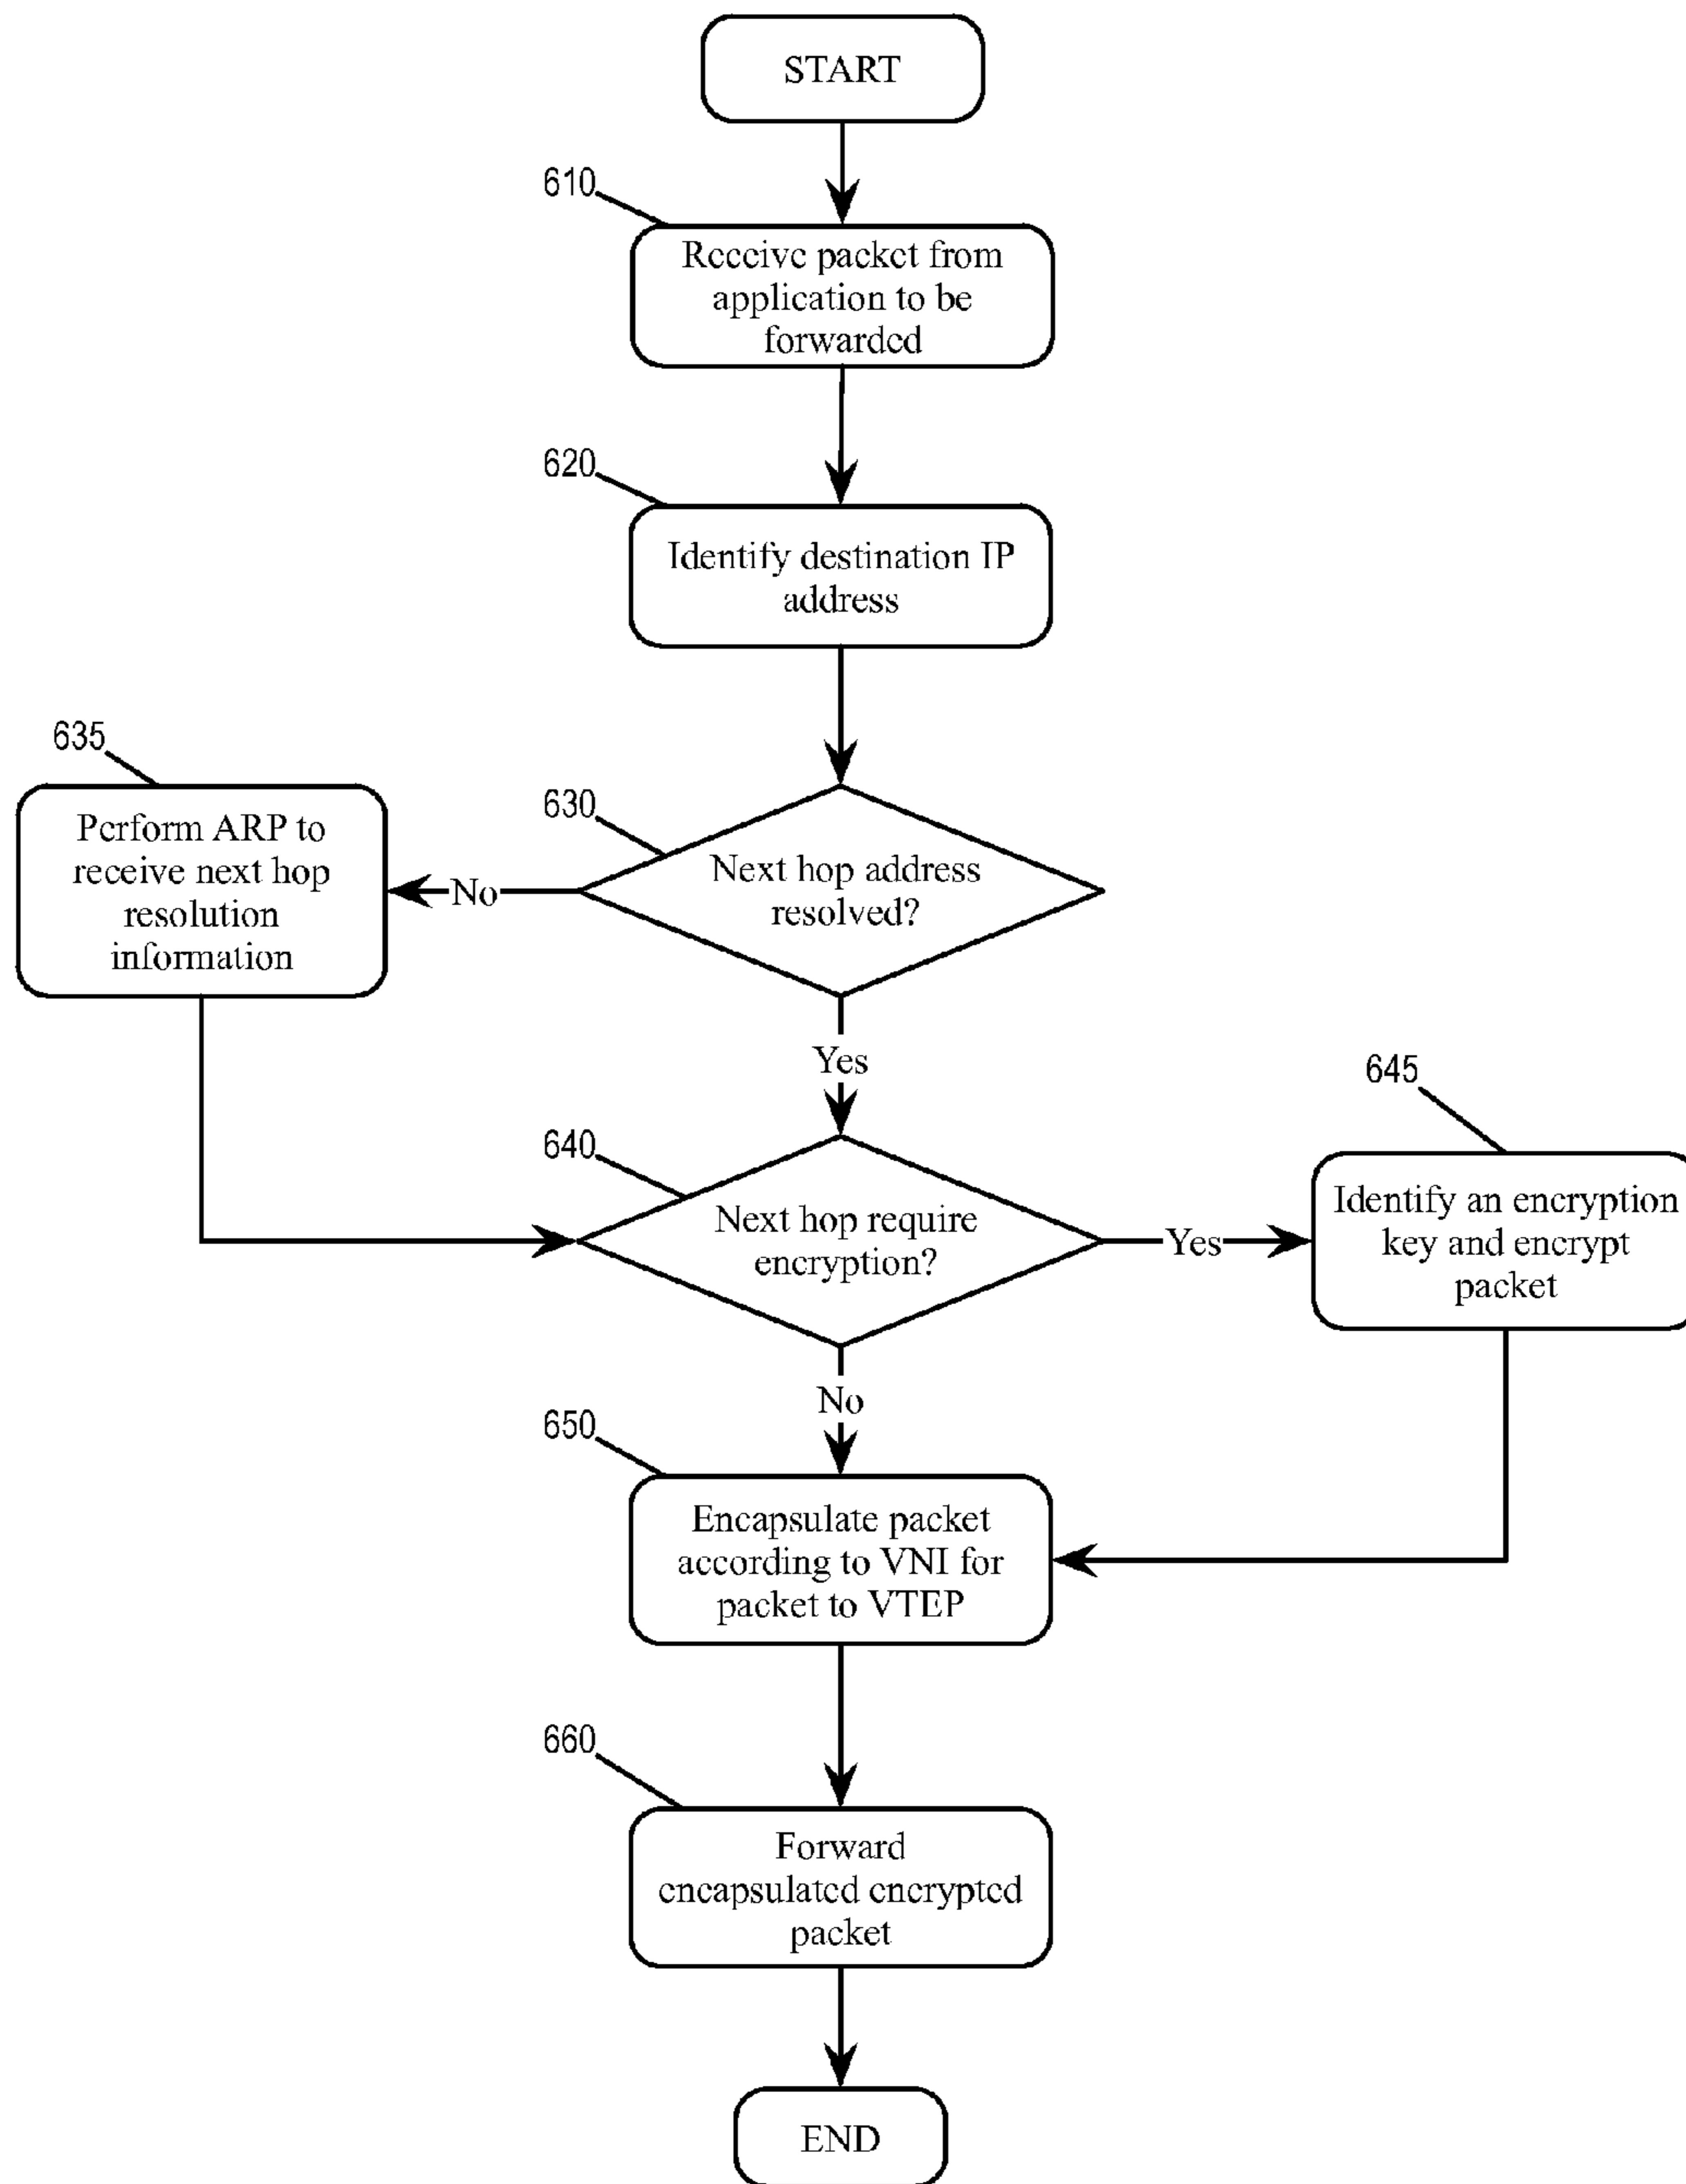 START
610
Receive packet from
application to be
forwarded
620
Identify destination IP
address
635
Perform ARP to
receive next hop
resolution
information
630
Next hop address
resolved?
No
Yes
645
640
Next hop require
encryption?
Yes
Identify an encryption
key and encrypt
packet
No
650
Encapsulate packet
according to VNI for
packet to VTEP
660
Forward
encapsulated encrypted
packet
END